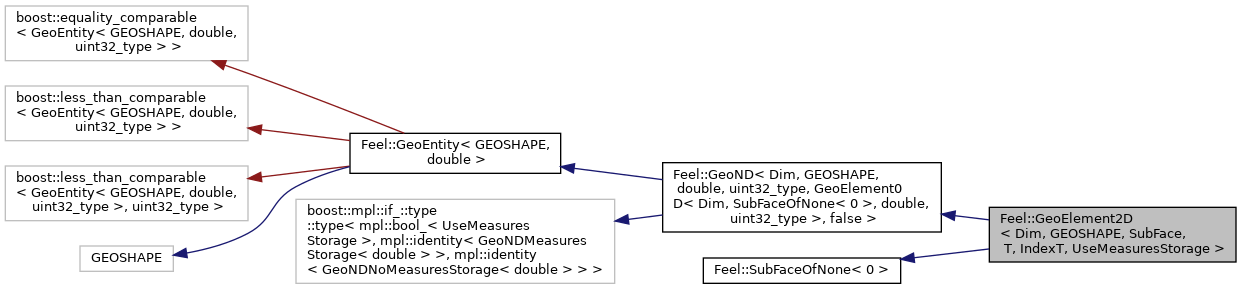 boost::equality_comparable
< GeoEntity< GEOSHAPE, double,
uint32_type > >
boost::less_than_comparable
< GeoEntity< GEOSHAPE, double,
uint32_type > >
boost::less_than_comparable
< GeoEntity< GEOSHAPE, double,
uint32_type >, uint32_type >
GEOSHAPE
Feel::GeoEntity< GEOSHAPE,
double >
boost::mpl::if_::type
::type< mpl::bool_< UseMeasures
Storage >, mpl::identity< GeoNDMeasures
Storage< double > >, mpl::identity
< GeoNDNoMeasuresStorage< double > > >
Feel::GeoND< Dim, GEOSHAPE,
double, uint32_type, GeoElement0
D< Dim, SubFaceOfNone< 0 >, double,
uint32_type >, false >
Feel::SubFaceOfNone< 0 >
Feel::GeoElement2D
< Dim, GEOSHAPE, SubFace,
T, IndexT, UseMeasuresStorage >